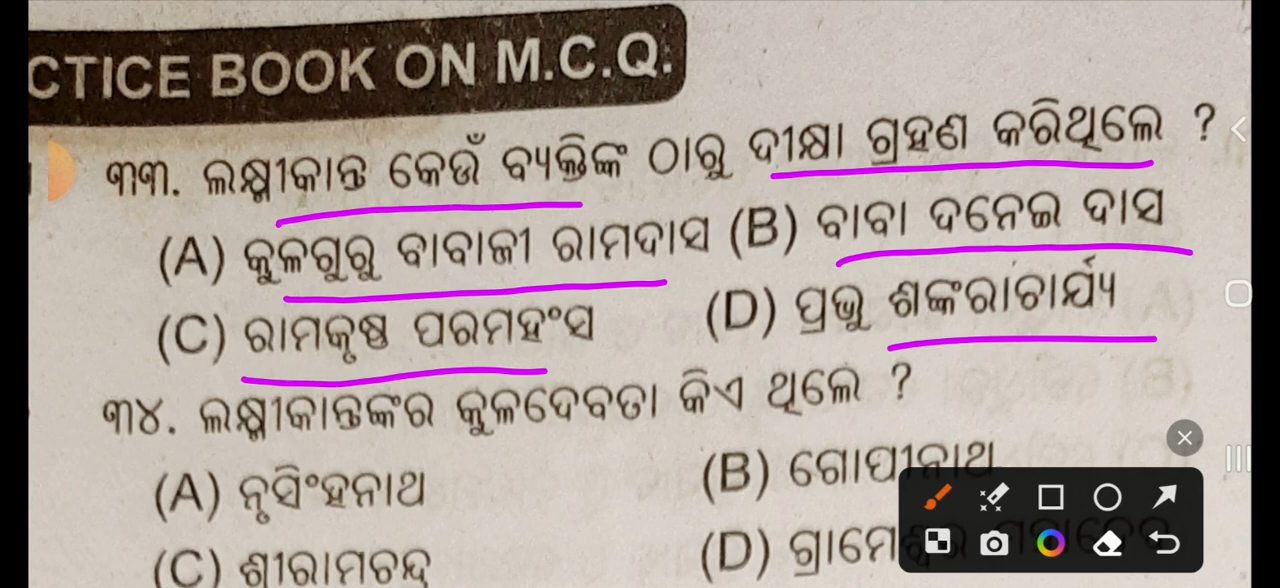 CTICE BOOK ON M.C.Q:
୩୩. ଲକ୍ଷ୍ମୀକାନ୍ତ କେଉଁ ବ୍ୟକ୍ତିଙ୍କ ଠାରୁ ଦୀକ୍ଷା ଗ୍ରହଣ କରିଥିଲେ ?
(A) କୁଳଗୁରୁ ବାବାଜୀ ରାମଦାସ (B) ବାବା ଦନେଇ ଦାସ
(C) ରାମକୃଷ୍ଣ ପରମହଂସ (D) ପ୍ରଭୁ ଶଙ୍କରାଚାର୍ଯ୍ୟ
୩୪. ଲକ୍ଷ୍ମୀକାନ୍ତଙ୍କର କୁଳଦେବତା କିଏ ଥିଲେ ?
(A) ନୃସିଂହନାଥ (B) ଗୋପୀନାଥ
(C) ଶ୍ରୀରାମଚନ୍ଦ୍ର (D)